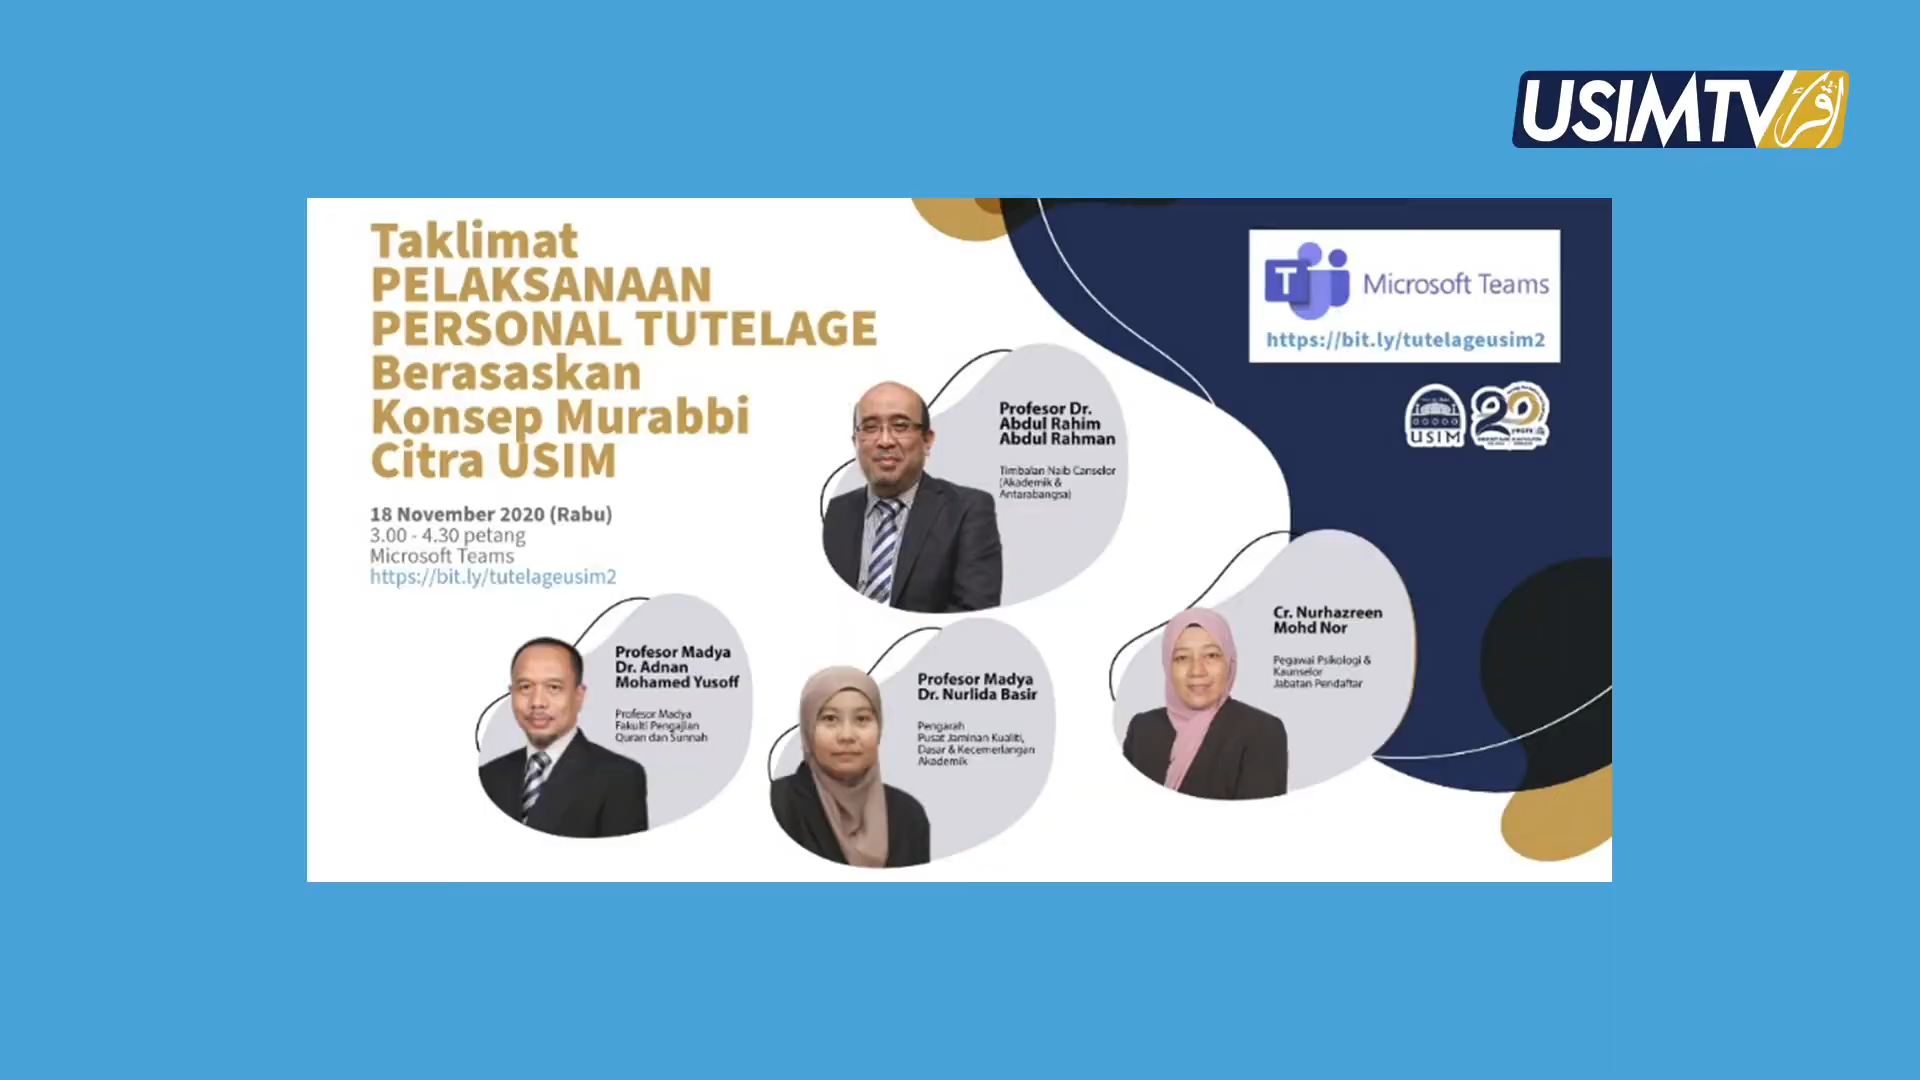 USIMTV
اقرأ
Taklimat
PELAKSANAAN
PERSONAL TUTELAGE
Berasaskan
Konsep Murabbi
Citra USIM
18 November 2020 (Rabu)
3.00 - 4.30 petang
Microsoft Teams
https://bit.ly/tutelageusim2
T Microsoft Teams
https://bit.ly/tutelageusim2
USIM
20
YEARS
Profesor Dr.
Abdul Rahim
Abdul Rahman
Timbalan Naib Canselor
(Akademik &
Antarabangsa)
Profesor Madya
Dr. Adnan
Mohamed Yusoff
Profesor Madya
Fakulti Pengajian
Quran dan Sunnah
Profesor Madya
Dr. Nurlida Basir
Pengarah
Pusat Jaminan Kualiti,
Dasar & Kecemerlangan
Akademik
Cr. Nurhazreen
Mohd Nor
Pegawai Psikologi &
Kaunselor
Jabatan Pendaftar